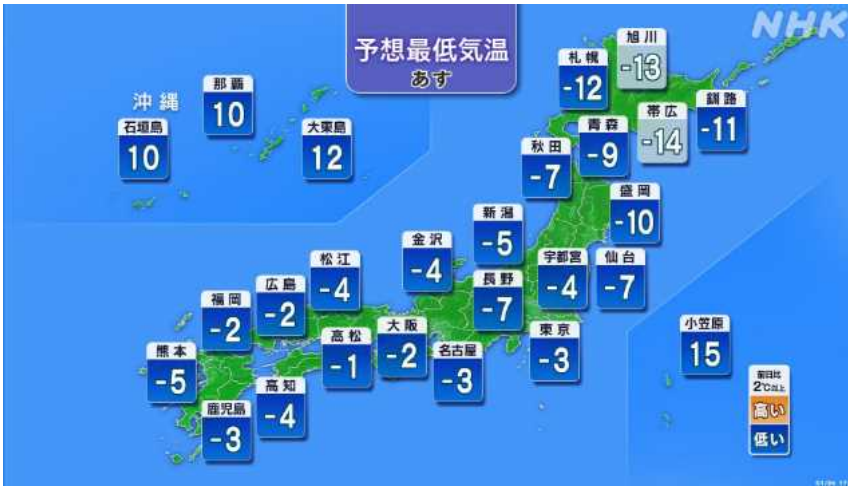 NHK
予想最低気温
あす
旭川
-13
札幌
-12
釧路
-11
帯広
-14
青森
-9
秋田
-7
盛岡
-10
沖縄
那覇
10
石垣島
10
大東島
12
新潟
-5
金沢
-4
長野
-7
宇都宮
-4
仙台
-7
松江
-4
広島
-2
福岡
-2
熊本
-5
鹿児島
-3
高知
-4
高松
-1
大阪
-2
名古屋
-3
東京
-3
小笠原
15
前日比
2℃以上
高い
低い